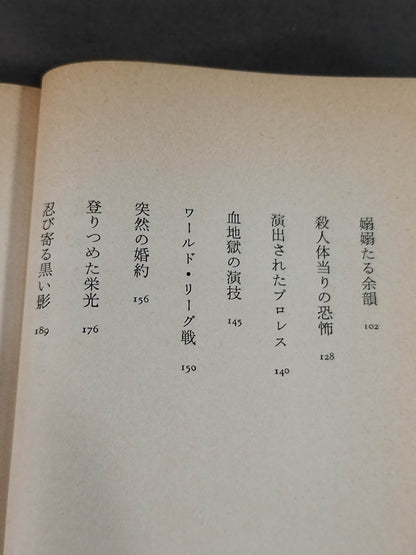 嫋嫋たる余韻 102
殺人体当りの恐怖 128
演出されたプロレス 140
血地獄の演技 145
ワールド・リーグ戦 150
突然の婚約 156
登りつめた栄光 176
忍び寄る黒い影 189